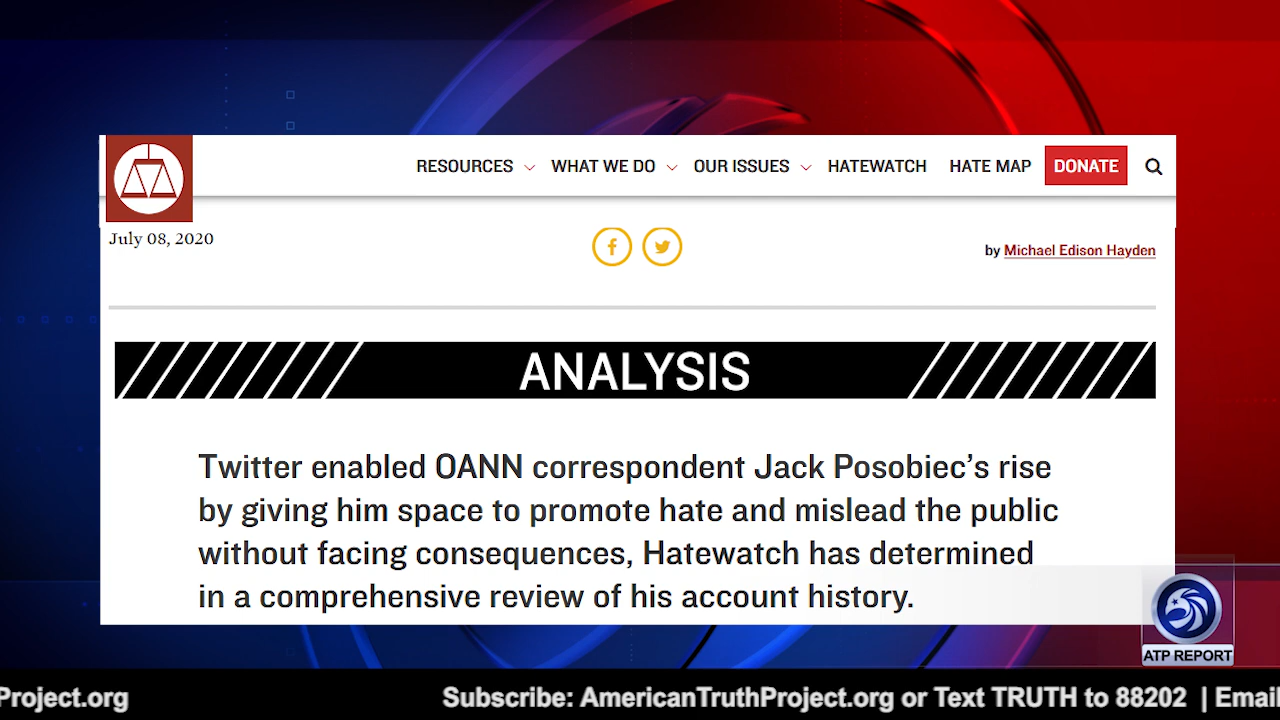 RESOURCES WHAT WE DO OUR ISSUES HATEWATCH HATE MAP DONATE
July 08, 2020
by Michael Edison Hayden
ANALYSIS
Twitter enabled OANN correspondent Jack Posobiec’s rise
by giving him space to promote hate and mislead the public
without facing consequences, Hatewatch has determined
in a comprehensive review of his account history.
ATP REPORT
Project.org Subscribe: AmericanTruthProject.org or Text TRUTH to 88202 | Email